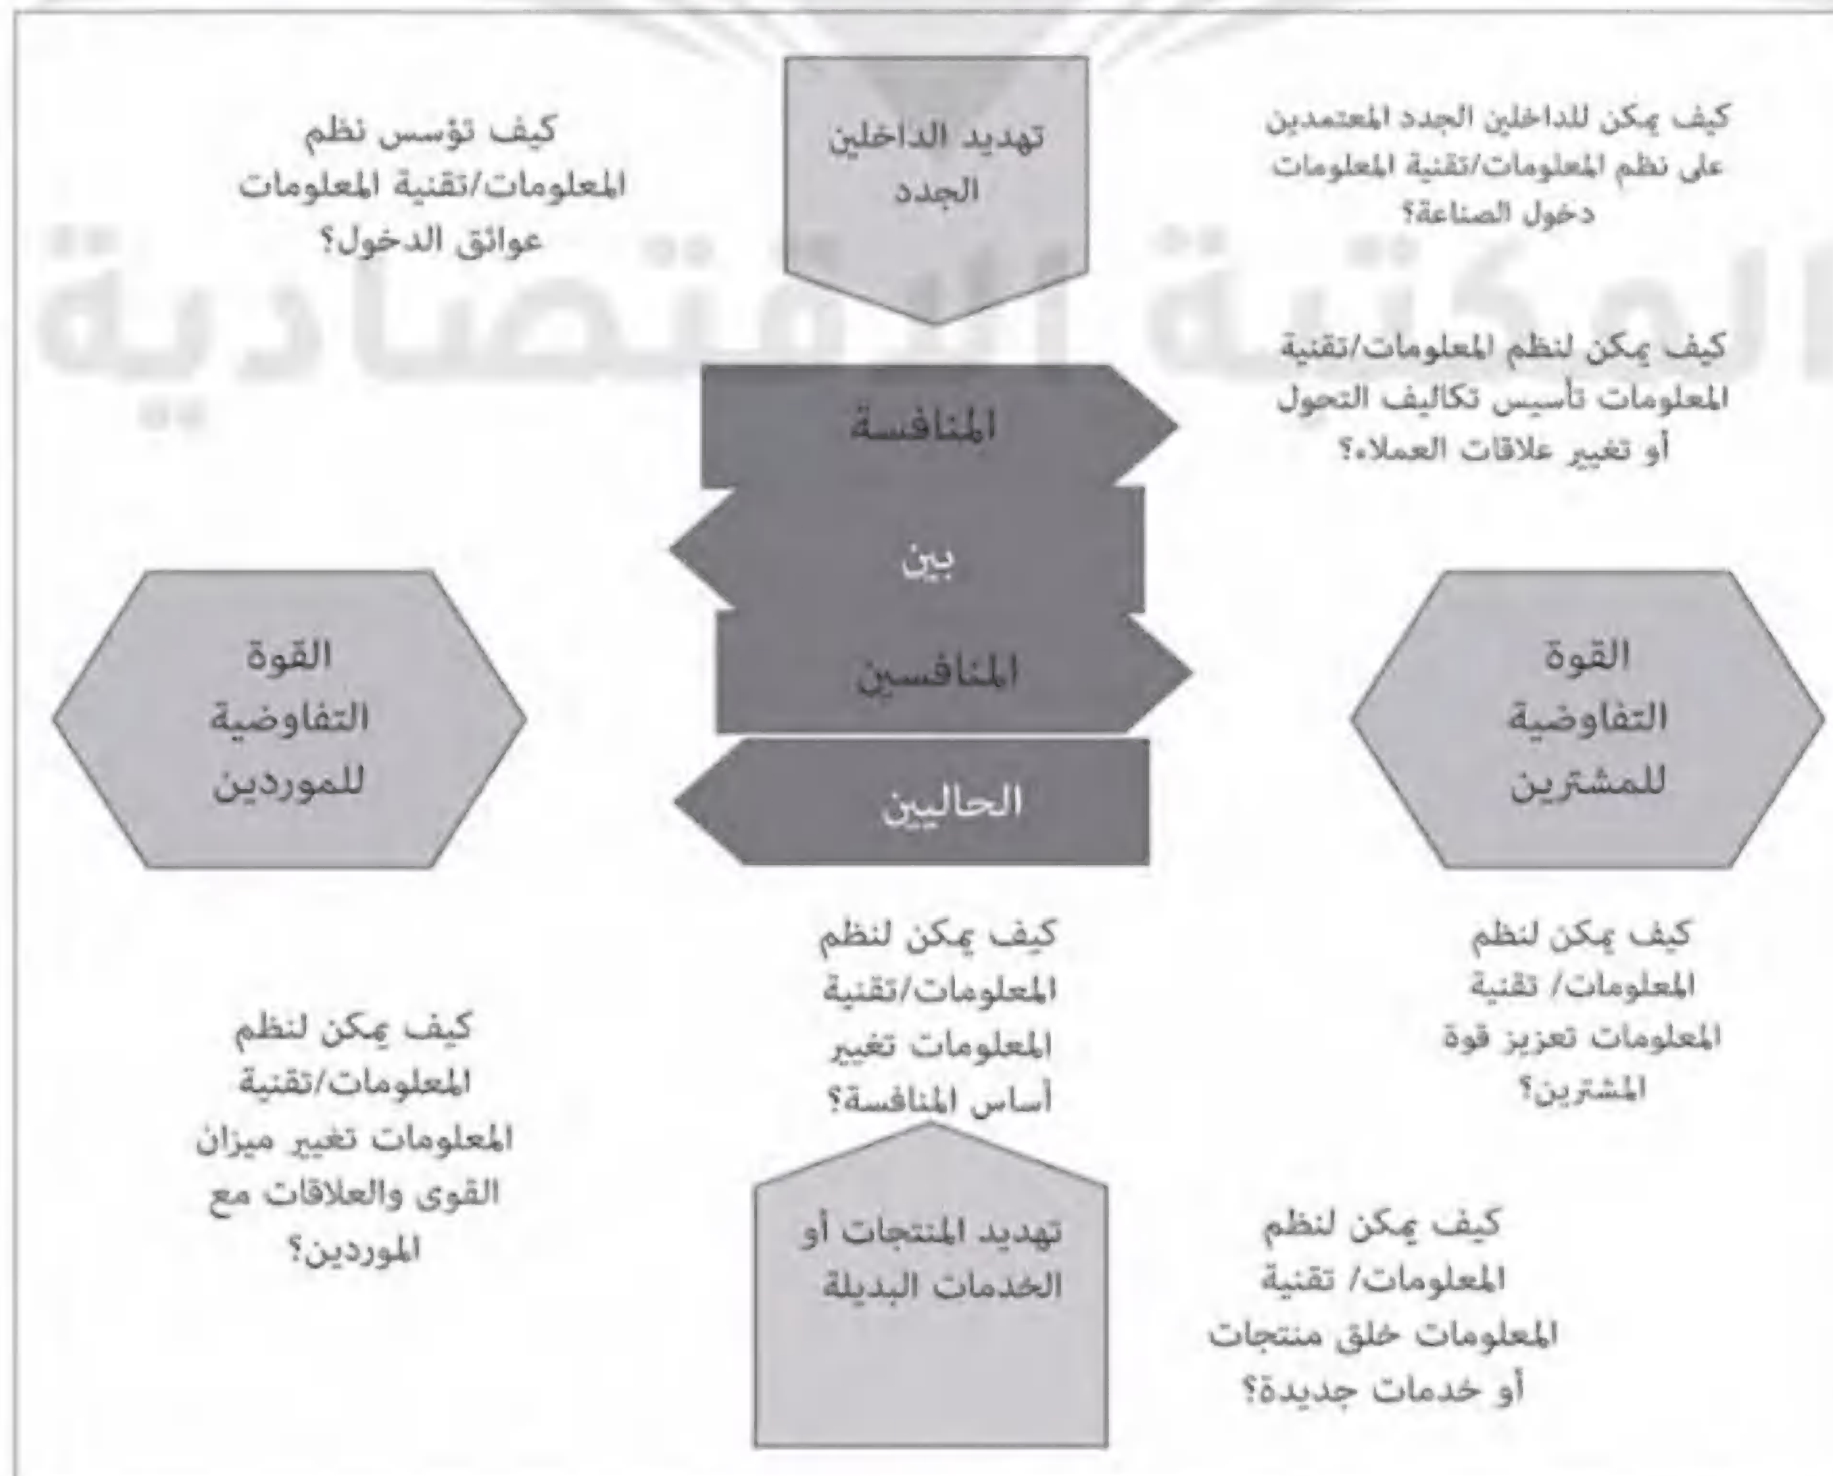 كيف يمكن للداخلين الجدد المعتمدين
على نظم المعلومات/تقنية المعلومات
دخول الصناعة؟
تهديد الداخلين
الجدد
كيف تؤسس نظم
المعلومات/تقنية المعلومات
عوائق الدخول؟
المكتبة الاقتصادية
كيف يمكن لنظم المعلومات/تقنية
المعلومات تأسيس تكاليف التحول
أو تغيير علاقات العملاء؟
المنافسة
بين
المنافسين
الحاليين
القوة
التفاوضية
للمشترين
القوة
التفاوضية
للموردين
كيف يمكن لنظم
المعلومات/ تقنية
المعلومات تعزيز قوة
المشترين؟
كيف يمكن لنظم
المعلومات/تقنية
المعلومات تغيير
أساس المنافسة؟
كيف يمكن لنظم
المعلومات/تقنية
المعلومات تغيير ميزان
القوى والعلاقات مع
الموردين؟
كيف يمكن لنظم
المعلومات/ تقنية
المعلومات خلق منتجات
أو خدمات جديدة؟
تهديد المنتجات أو
الخدمات البديلة